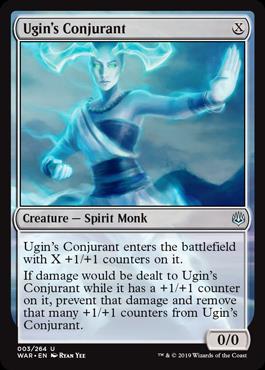 Ugin's Conjurant X
Creature — Spirit Monk
Ugin's Conjurant enters the battlefield
with X +1/+1 counters on it.
If damage would be dealt to Ugin's
Conjurant while it has a +1/+1 counter
on it, prevent that damage and remove
that many +1/+1 counters from Ugin's
Conjurant.
0/0
003/264 U
WAR • EN Ryan Yee ™ & © 2019 Wizards of the Coast